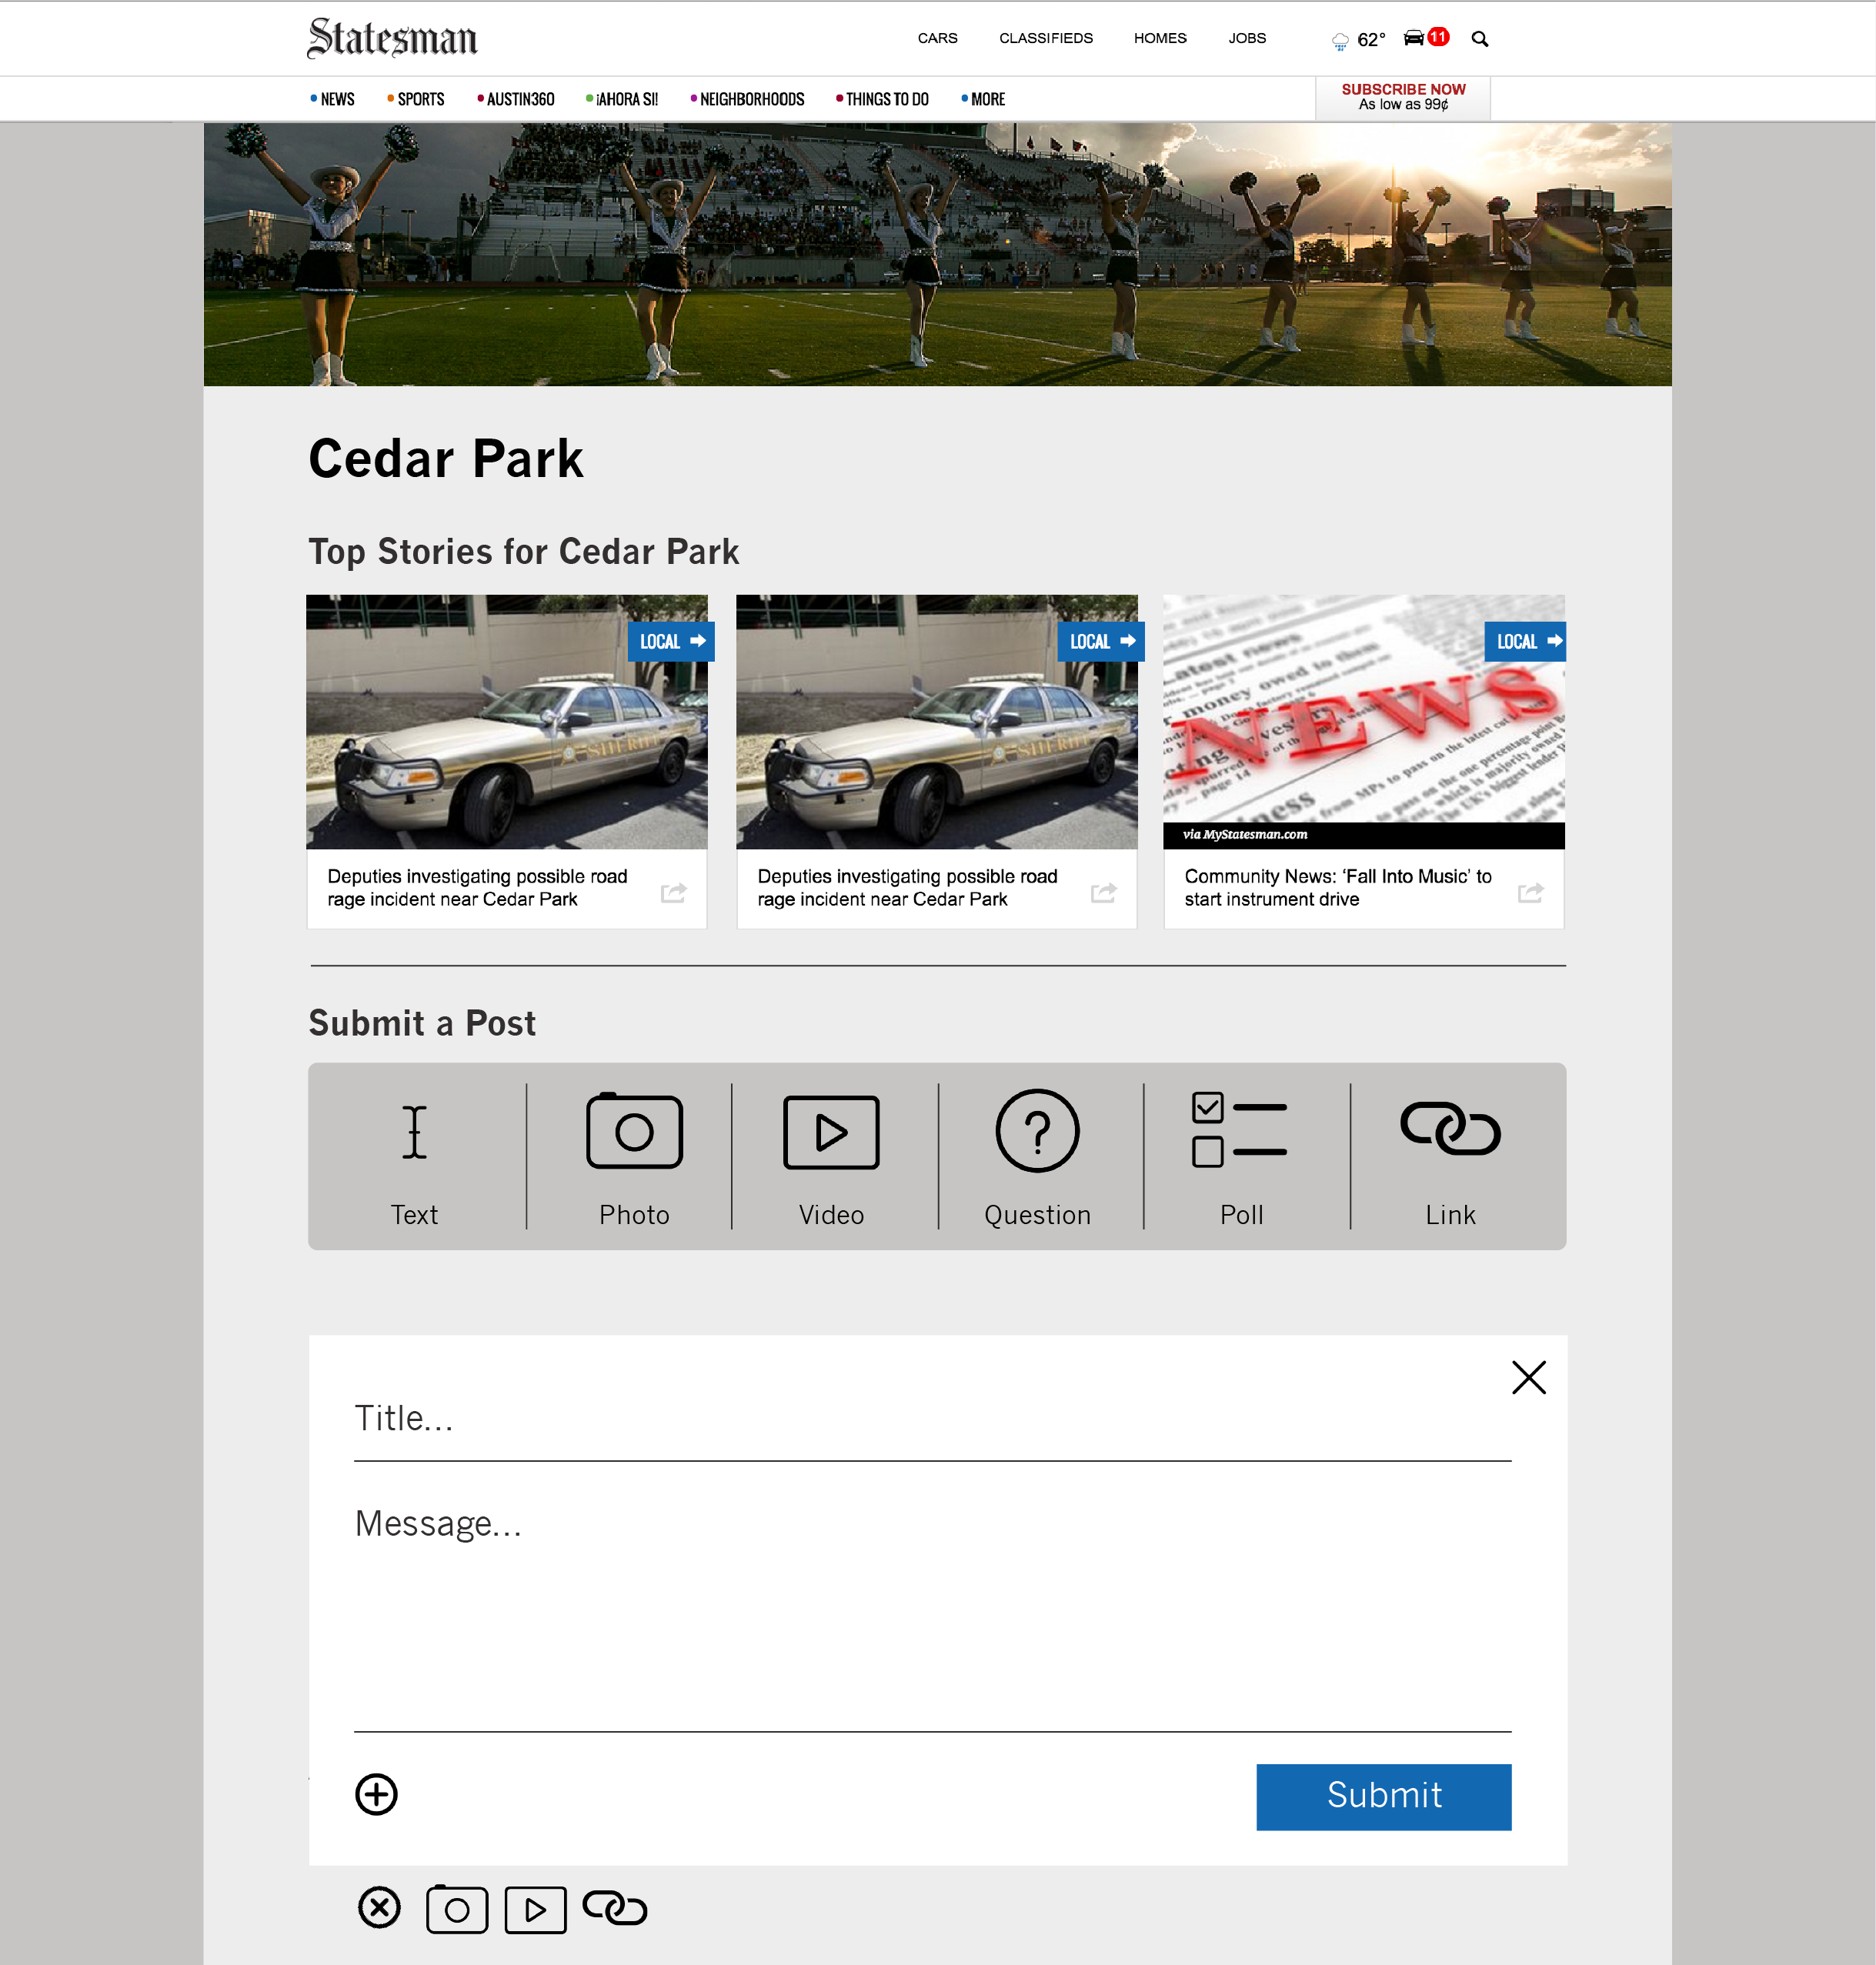 Statesman
CARS CLASSIFIEDS HOMES JOBS 62° 11
NEWS SPORTS AUSTIN360 ¡AHORA SI! NEIGHBORHOODS THINGS TO DO MORE
SUBSCRIBE NOW
As low as 99¢
Cedar Park
Top Stories for Cedar Park
LOCAL
SHERIFF
Deputies investigating possible road
rage incident near Cedar Park
LOCAL
SHERIFF
Deputies investigating possible road
rage incident near Cedar Park
LOCAL
NEWS
via MyStatesman.com
Community News: ‘Fall Into Music’ to
start instrument drive
Submit a Post
Text Photo Video Question Poll Link
Title...
Message...
Submit